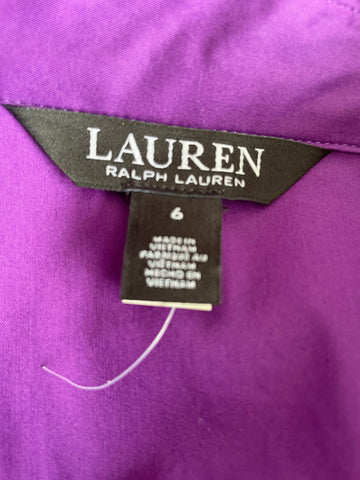 LAUREN
RALPH LAUREN
6
MADE IN
VIETNAM
FABRIQUÉ AU
VIETNAM
HECHO EN
VIETNAM